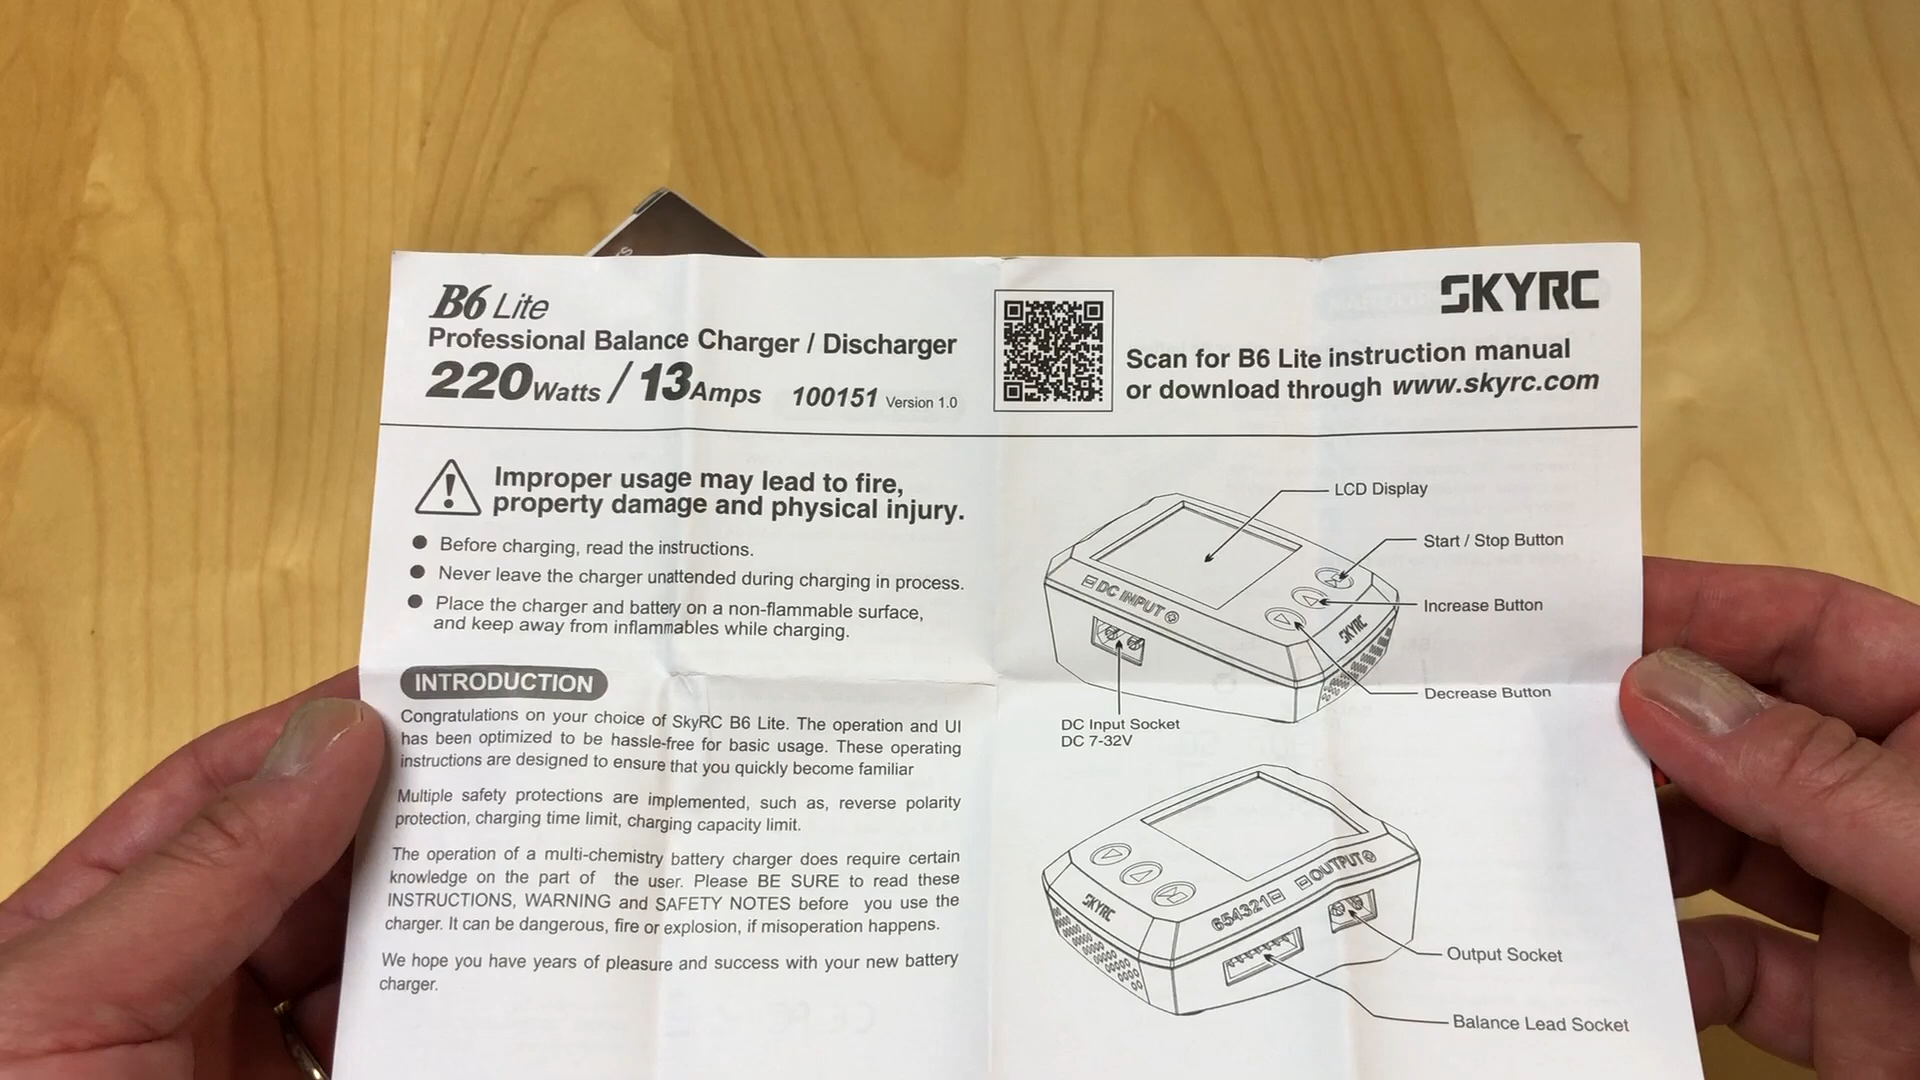 B6 Lite
Professional Balance Charger / Discharger
220Watts / 13Amps 100151 Version 1.0
SKYRC
Scan for B6 Lite instruction manual
or download through www.skyrc.com
Improper usage may lead to fire,
property damage and physical injury.
● Before charging, read the instructions.
● Never leave the charger unattended during charging in process.
● Place the charger and battery on a non-flammable surface,
and keep away from inflammables while charging.
INTRODUCTION
Congratulations on your choice of SkyRC B6 Lite. The operation and UI
has been optimized to be hassle-free for basic usage. These operating
instructions are designed to ensure that you quickly become familiar
Multiple safety protections are implemented, such as, reverse polarity
protection, charging time limit, charging capacity limit.
The operation of a multi-chemistry battery charger does require certain
knowledge on the part of the user. Please BE SURE to read these
INSTRUCTIONS, WARNING and SAFETY NOTES before you use the
charger. It can be dangerous, fire or explosion, if misoperation happens.
We hope you have years of pleasure and success with your new battery
charger.
LCD Display
Start / Stop Button
Increase Button
Decrease Button
DC INPUT
SKYRC
DC Input Socket
DC 7-32V
SKYRC
654321
OUTPUT
Output Socket
Balance Lead Socket